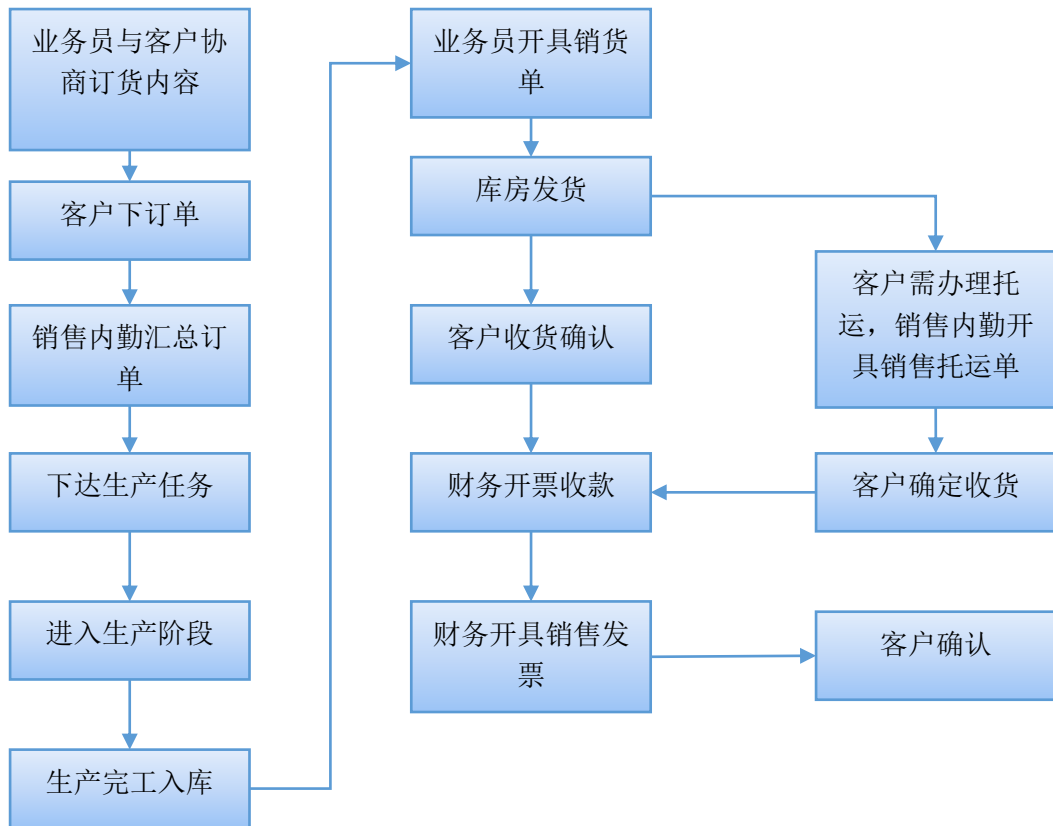 业务员与客户协
商订货内容
客户下订单
销售内勤汇总订
单
下达生产任务
进入生产阶段
生产完工入库
业务员开具销货
单
库房发货
客户收货确认
财务开票收款
财务开具销售发
票
客户需办理托
运，销售内勤开
具销售托运单
客户确定收货
客户确认